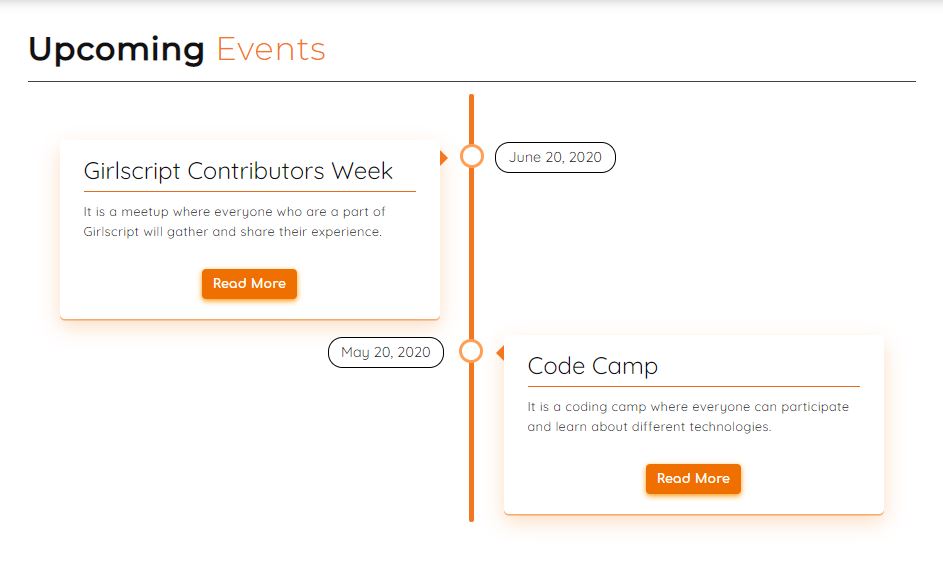 Upcoming Events
Girlscript Contributors Week
June 20, 2020
It is a meetup where everyone who are a part of
Girlscript will gather and share their experience.
Read More
May 20, 2020
Code Camp
It is a coding camp where everyone can participate
and learn about different technologies.
Read More